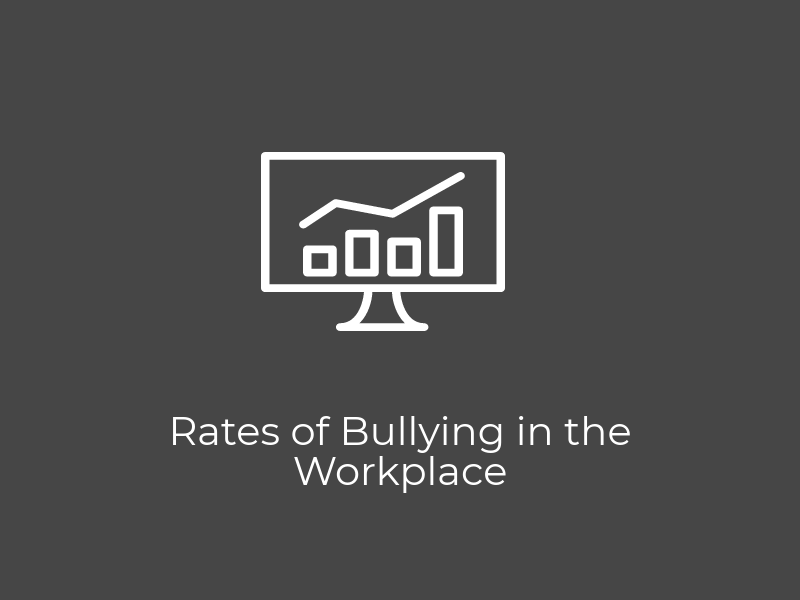 Rates of Bullying in the
Workplace